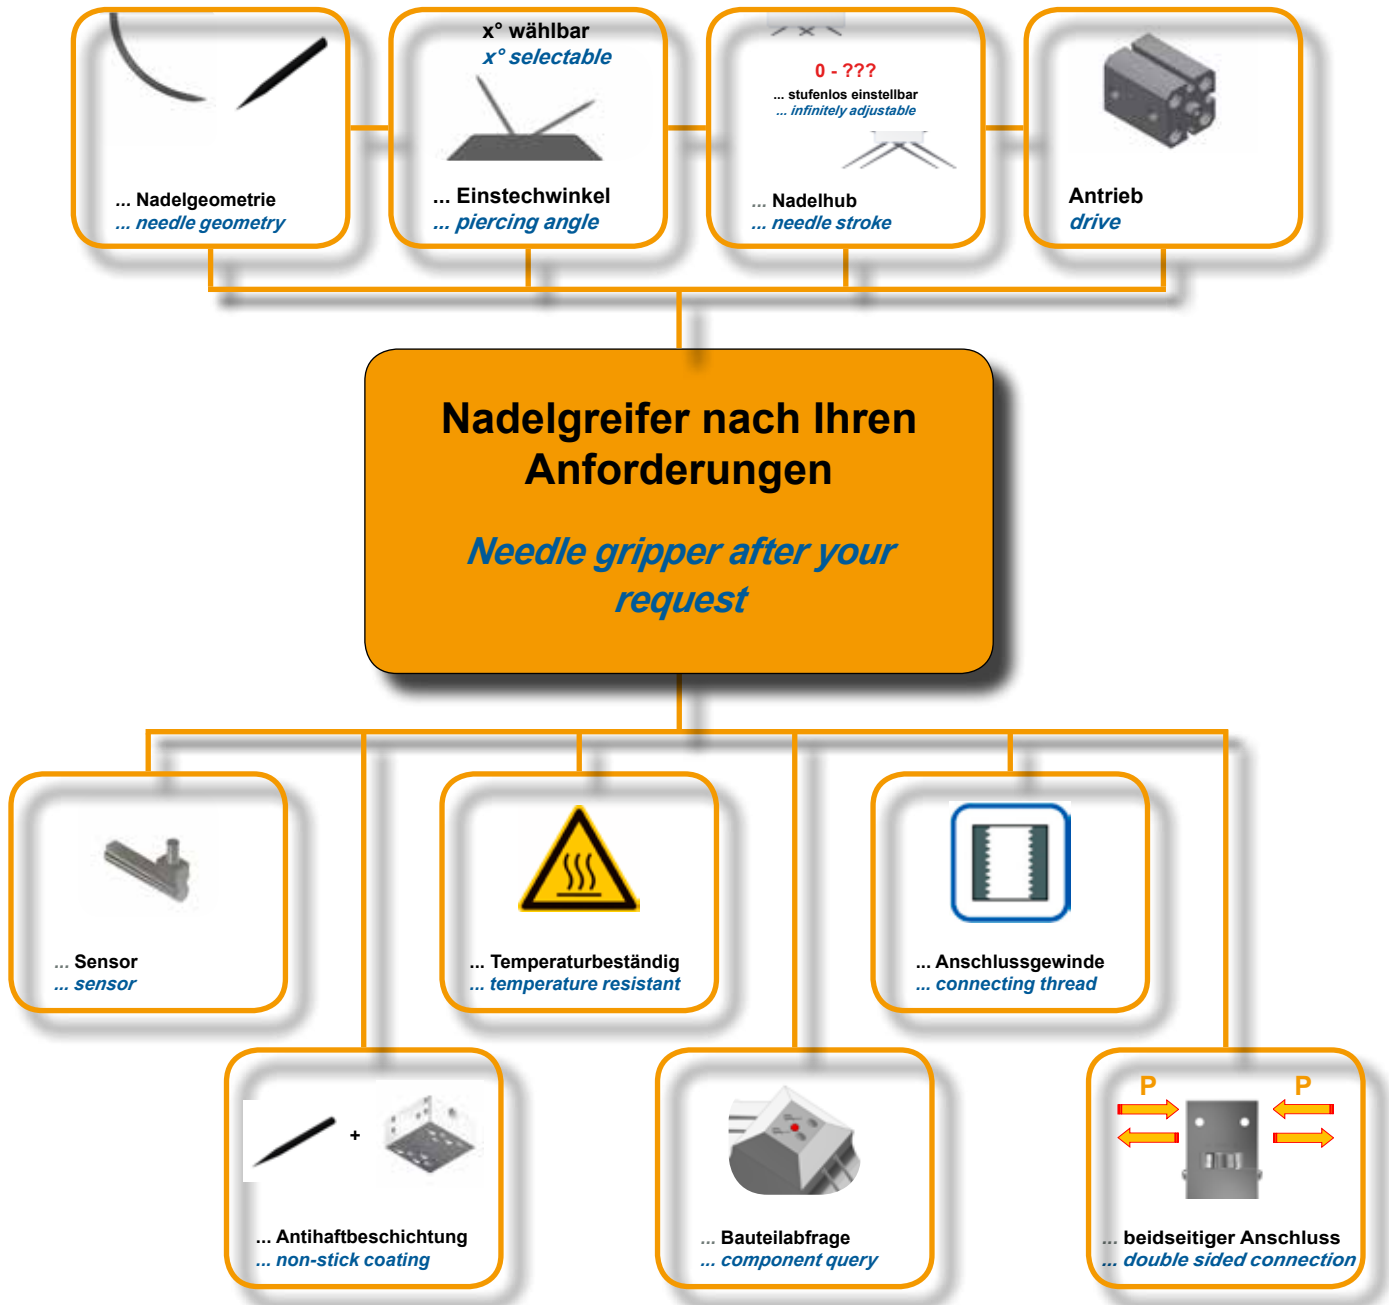 ... Nadelgeometrie
... needle geometry
x° wählbar
x° selectable
... Einstechwinkel
... piercing angle
0 - ???
... stufenlos einstellbar
... infinitely adjustable
... Nadelhub
... needle stroke
Antrieb
drive
Nadelgreifer nach Ihren
Anforderungen
Needle gripper after your
request
... Sensor
... sensor
... Temperaturbeständig
... temperature resistant
... Anschlussgewinde
... connecting thread
+
... Antihaftbeschichtung
... non-stick coating
... Bauteilabfrage
... component query
P P
... beidseitiger Anschluss
... double sided connection